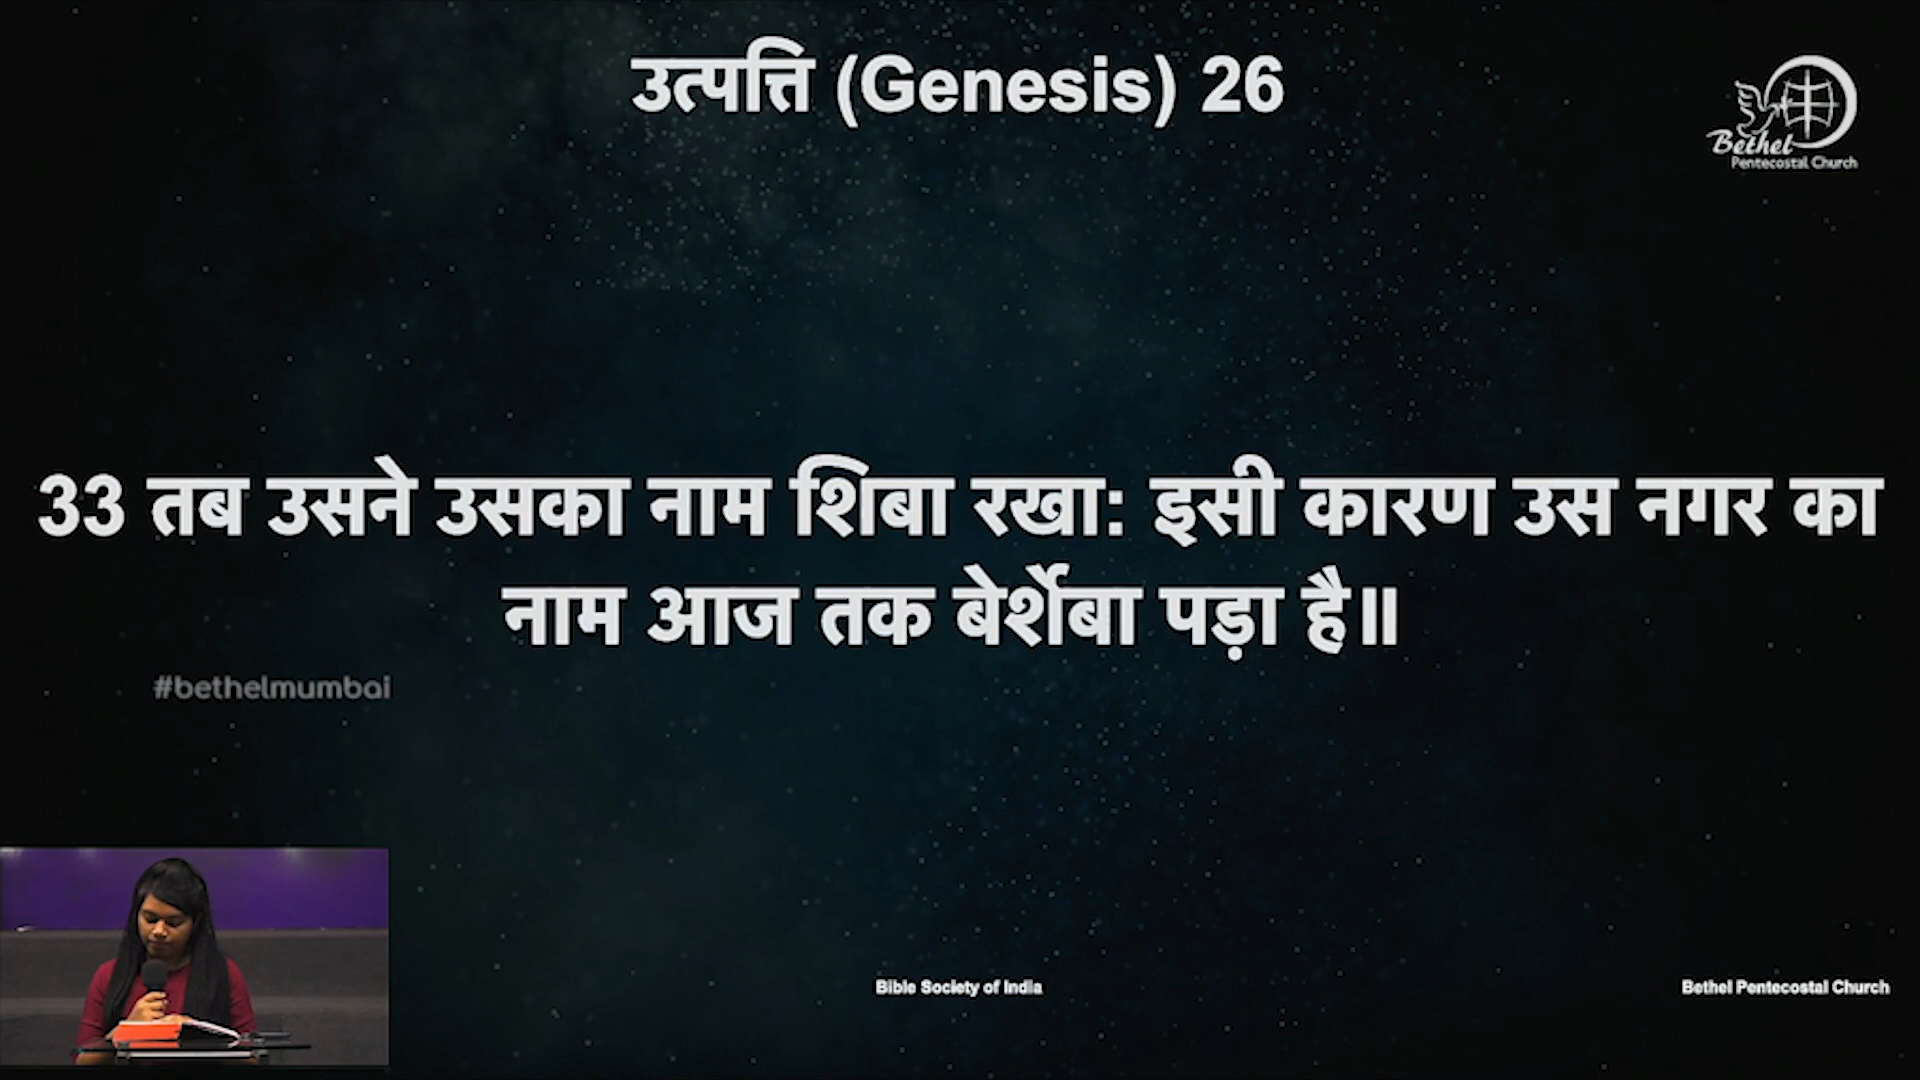 उत्पत्ति (Genesis) 26
Bethel
Pentecostal Church
33 तब उसने उसका नाम शिबा रखा: इसी कारण उस नगर का
नाम आज तक बेर्शेबा पड़ा है॥
#bethelmumbai
Bible Society of India
Bethel Pentecostal Church